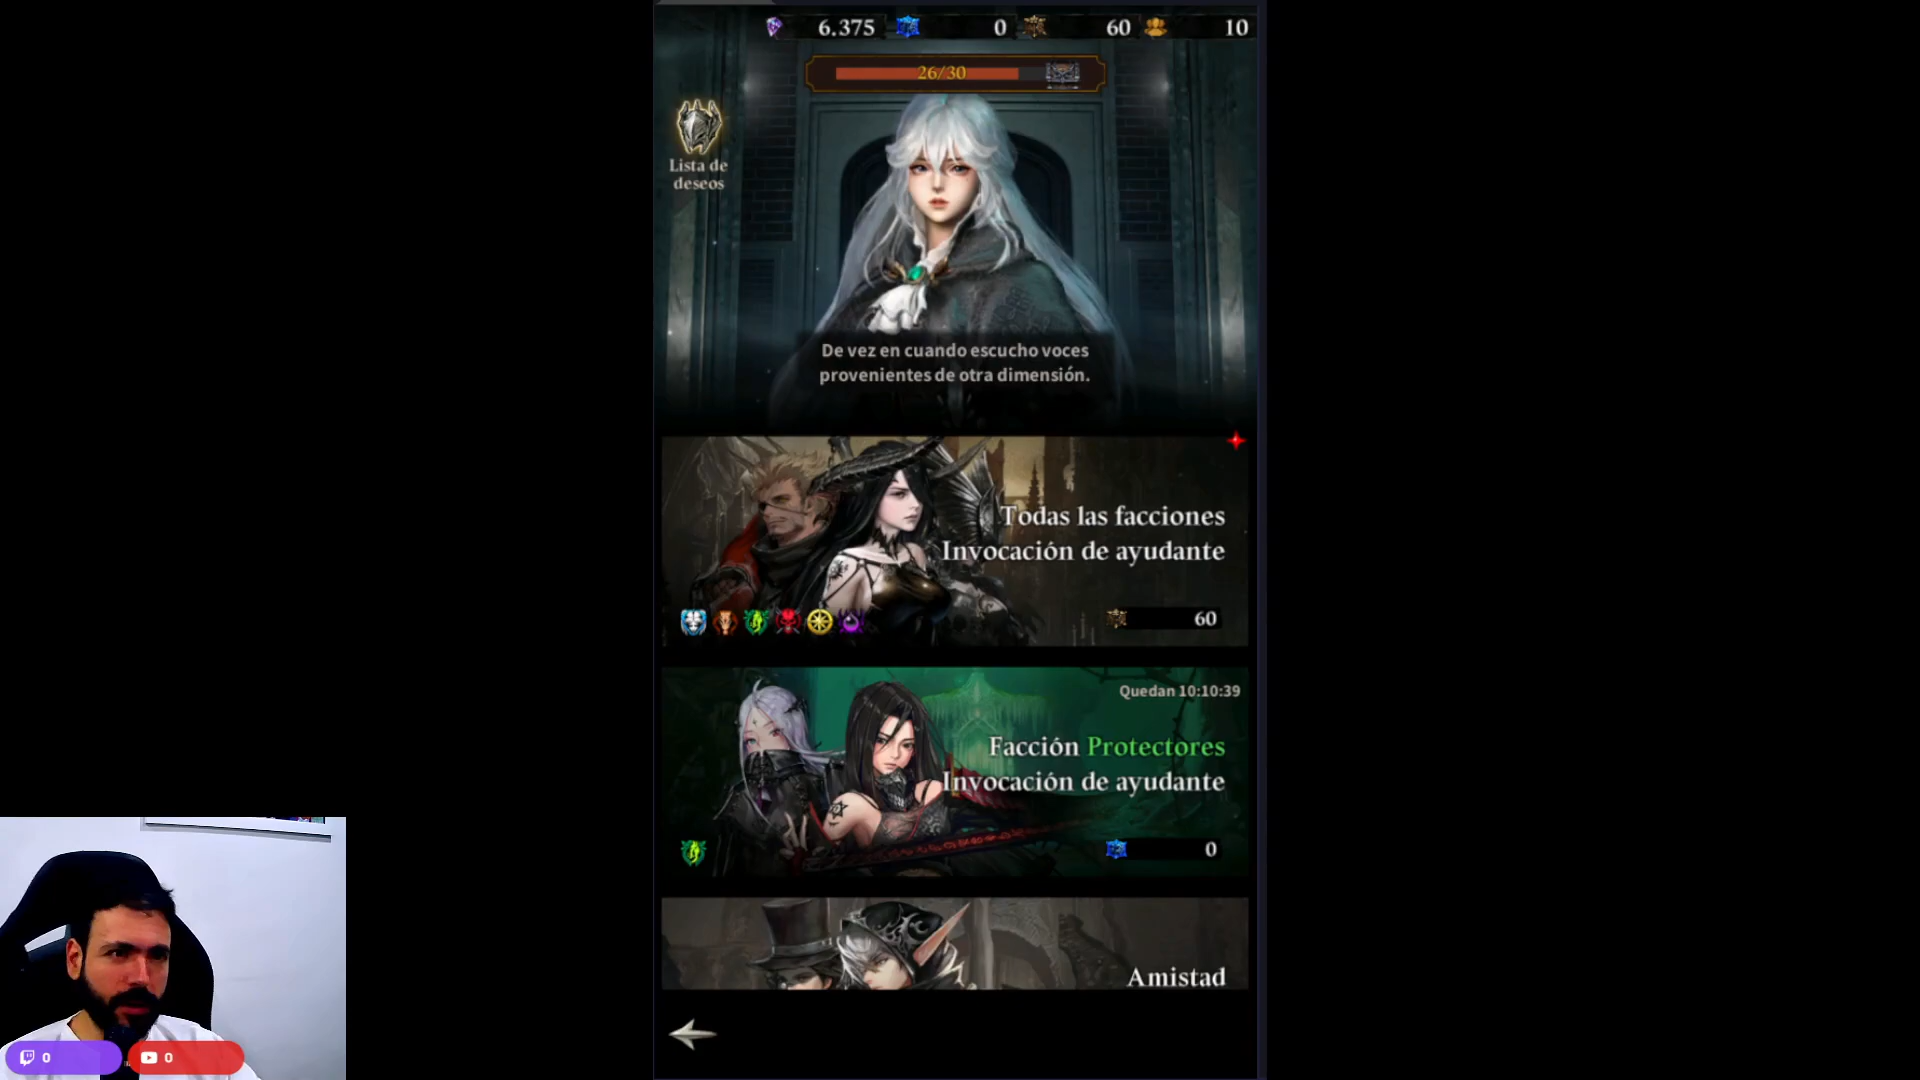 6.375
0
60
10
26/30
Lista de
deseos
De vez en cuando escucho voces
provenientes de otra dimensión.
Todas las facciones
Invocación de ayudante
60
Quedan 10:10:39
Facción Protectores
Invocación de ayudante
0
Amistad
0
0